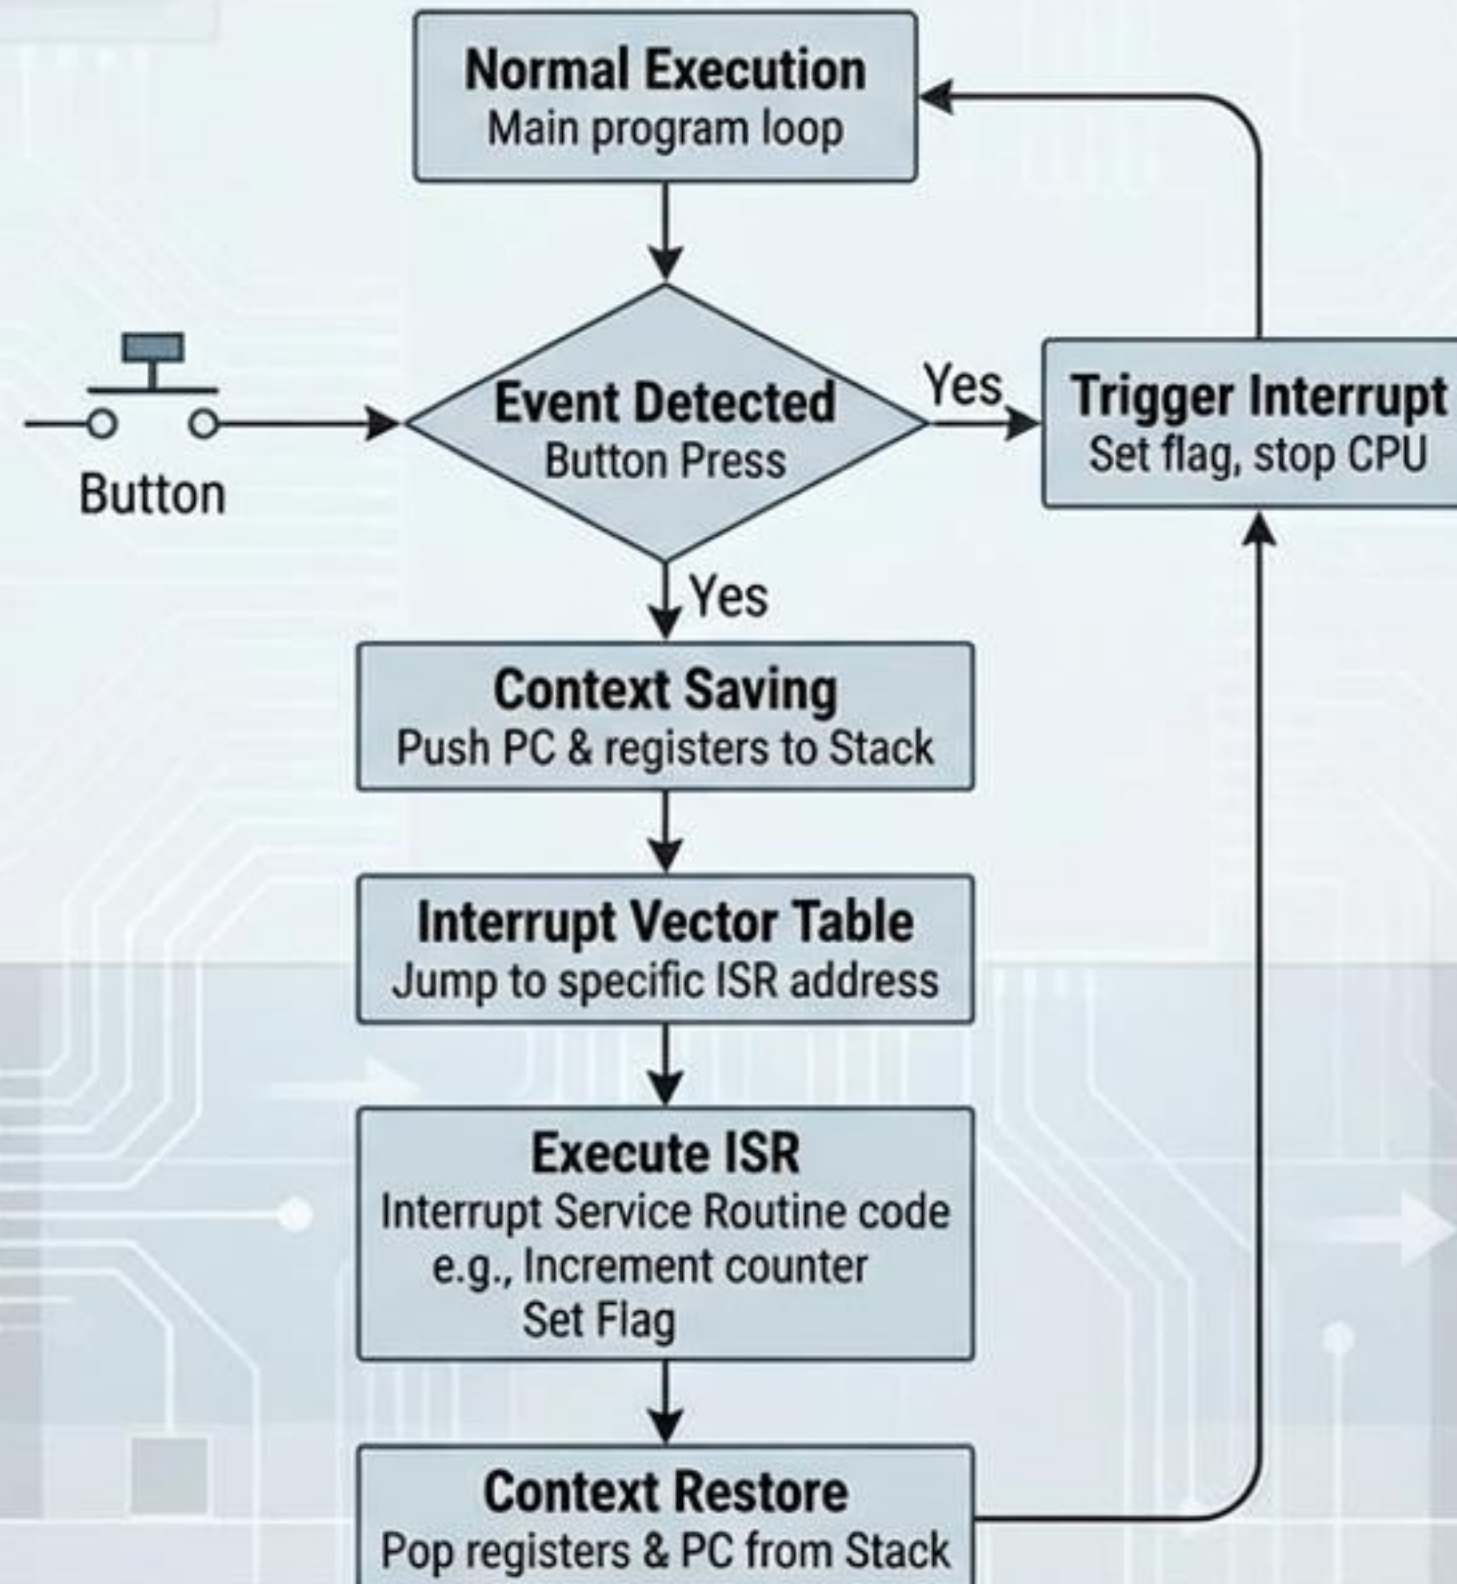 Normal Execution
Main program loop
Event Detected
Button Press
Yes
Trigger Interrupt
Set flag, stop CPU
Button
Yes
Context Saving
Push PC & registers to Stack
Interrupt Vector Table
Jump to specific ISR address
Execute ISR
Interrupt Service Routine code
e.g., Increment counter
Set Flag
Context Restore
Pop registers & PC from Stack